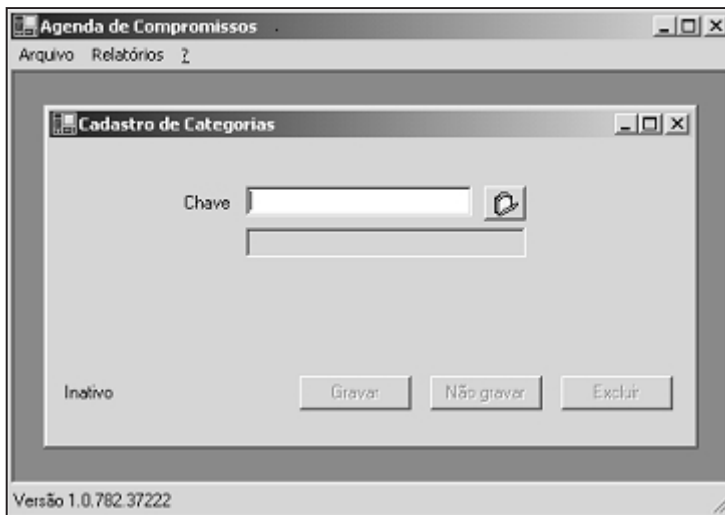 Agenda de Compromissos
Arquivo Relatórios ?
Cadastro de Categorias
Chave
Inativo Gravar Não gravar Excluir
Versão 1.0.782.37222